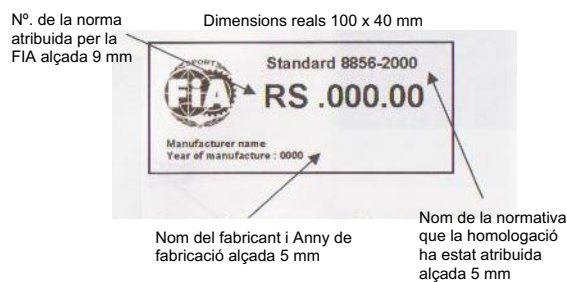 Nº. de la norma
atribuida per la
FIA alçada 9 mm
Dimensions reals 100 x 40 mm
SPORT
FIA
Standard 8856-2000
RS .000.00
Manufacturer name
Year of manufacture : 0000
Nom del fabricant i Anny de
fabricació alçada 5 mm
Nom de la normativa
que la homologació
ha estat atribuida
alçada 5 mm